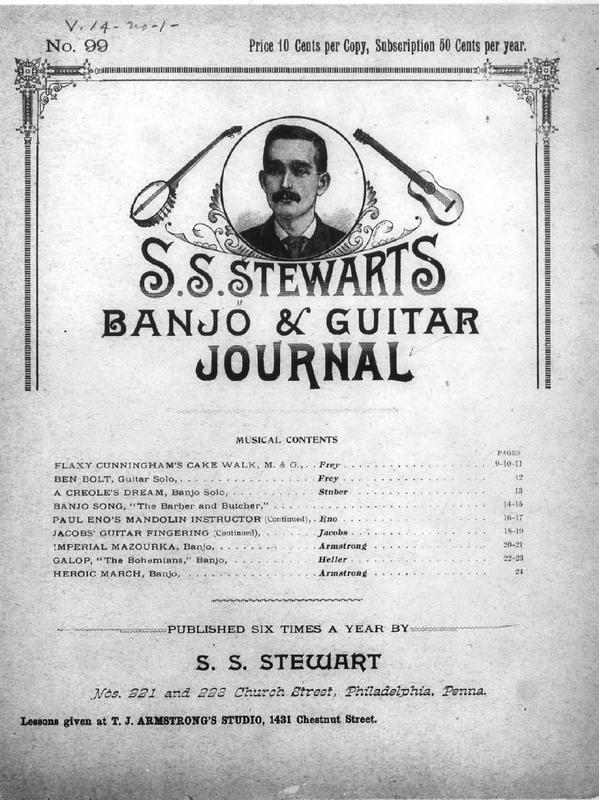 V. 14 - no - 1 -
No. 99 Price 10 Cents per Copy, Subscription 50 Cents per year.
S. S. STEWARTS
BANJO & GUITAR
JOURNAL
MUSICAL CONTENTS
PAGES
FLAXY CUNNINGHAM'S CAKE WALK, M. & G., . . Frey . . . 9-10-11
BEN BOLT, Guitar Solo, . . . Frey . . . 12
A CREOLE'S DREAM, Banjo Solo, . . . Stuber . . . 13
BANJO SONG, "The Barber and Butcher," . . . 14-15
PAUL ENO'S MANDOLIN INSTRUCTOR (Continued), . Eno . . . 16-17
JACOBS' GUITAR FINGERING (Continued), . . . Jacobs . . . 18-19
IMPERIAL MAZOURKA, Banjo, . . . Armstrong . . . 20-21
GALOP, "The Bohemians," Banjo, . . . Heller . . . 22-23
HEROIC MARCH, Banjo, . . . Armstrong . . . 24
PUBLISHED SIX TIMES A YEAR BY
S. S. STEWART
Nos. 221 and 223 Church Street, Philadelphia, Penna.
Lessons given at T. J. ARMSTRONG'S STUDIO, 1431 Chestnut Street.